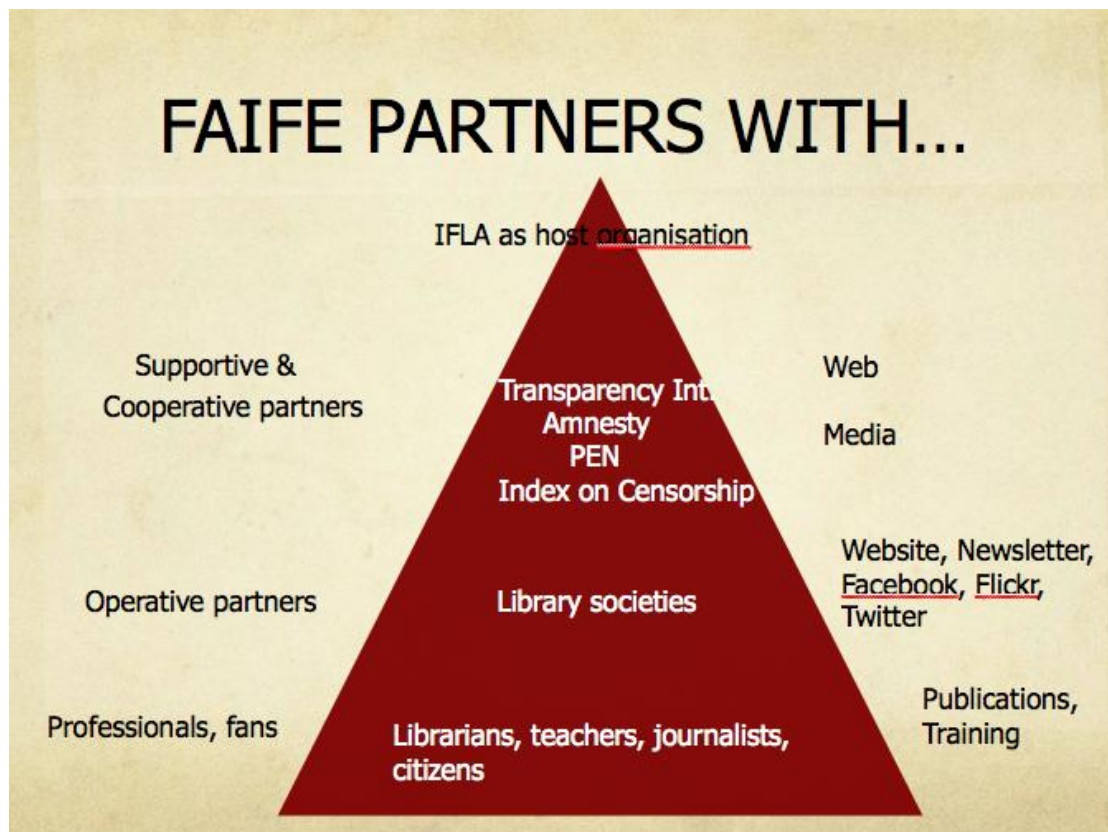 FAIFE PARTNERS WITH...
IFLA as host organisation
Supportive &
Cooperative partners
Transparency Int.
Amnesty
PEN
Index on Censorship
Web
Media
Operative partners
Library societies
Website, Newsletter,
Facebook, Flickr,
Twitter
Professionals, fans
Librarians, teachers, journalists,
citizens
Publications,
Training